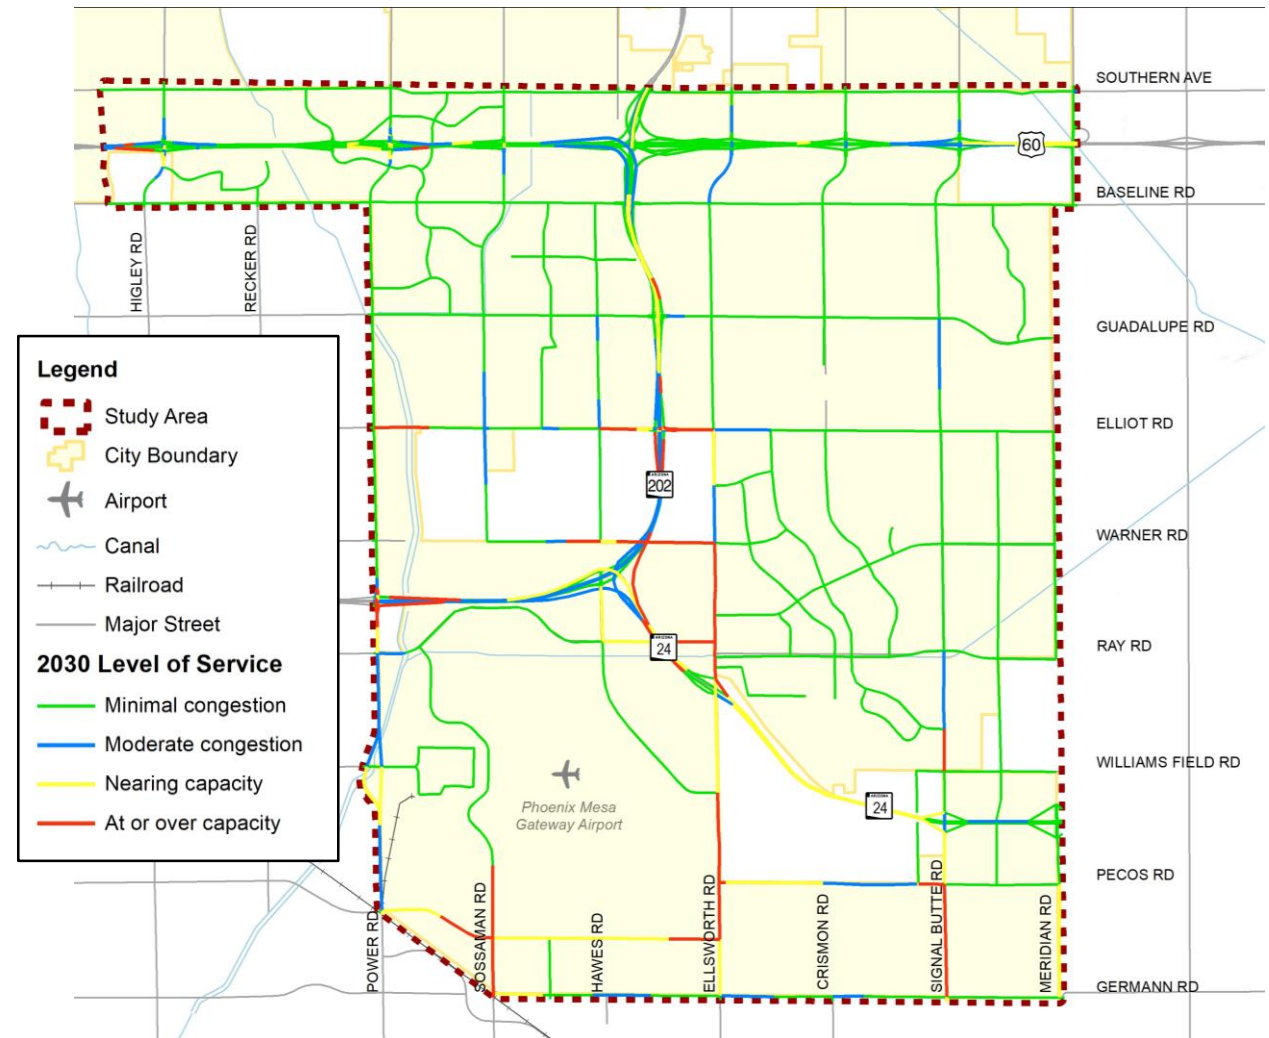 SOUTHERN AVE
60
BASELINE RD
HIGLEY RD
RECKER RD
GUADALUPE RD
Legend
Study Area
City Boundary
Airport
Canal
Railroad
Major Street
2030 Level of Service
Minimal congestion
Moderate congestion
Nearing capacity
At or over capacity
ELLIOT RD
ARIZONA
202
WARNER RD
ARIZONA
24
RAY RD
WILLIAMS FIELD RD
Phoenix Mesa
Gateway Airport
ARIZONA
24
PECOS RD
POWER RD
SOSSAMAN RD
HAWES RD
ELLSWORTH RD
CRISMON RD
SIGNAL BUTTE RD
MERIDIAN RD
GERMANN RD